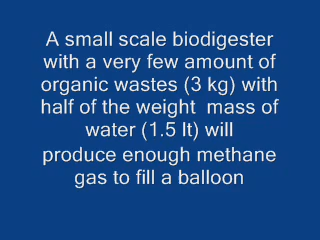 A small scale biodigester
with a very few amount of
organic wastes (3 kg) with
half of the weight  mass of
water (1.5 lt) will
produce enough methane
gas to fill a balloon